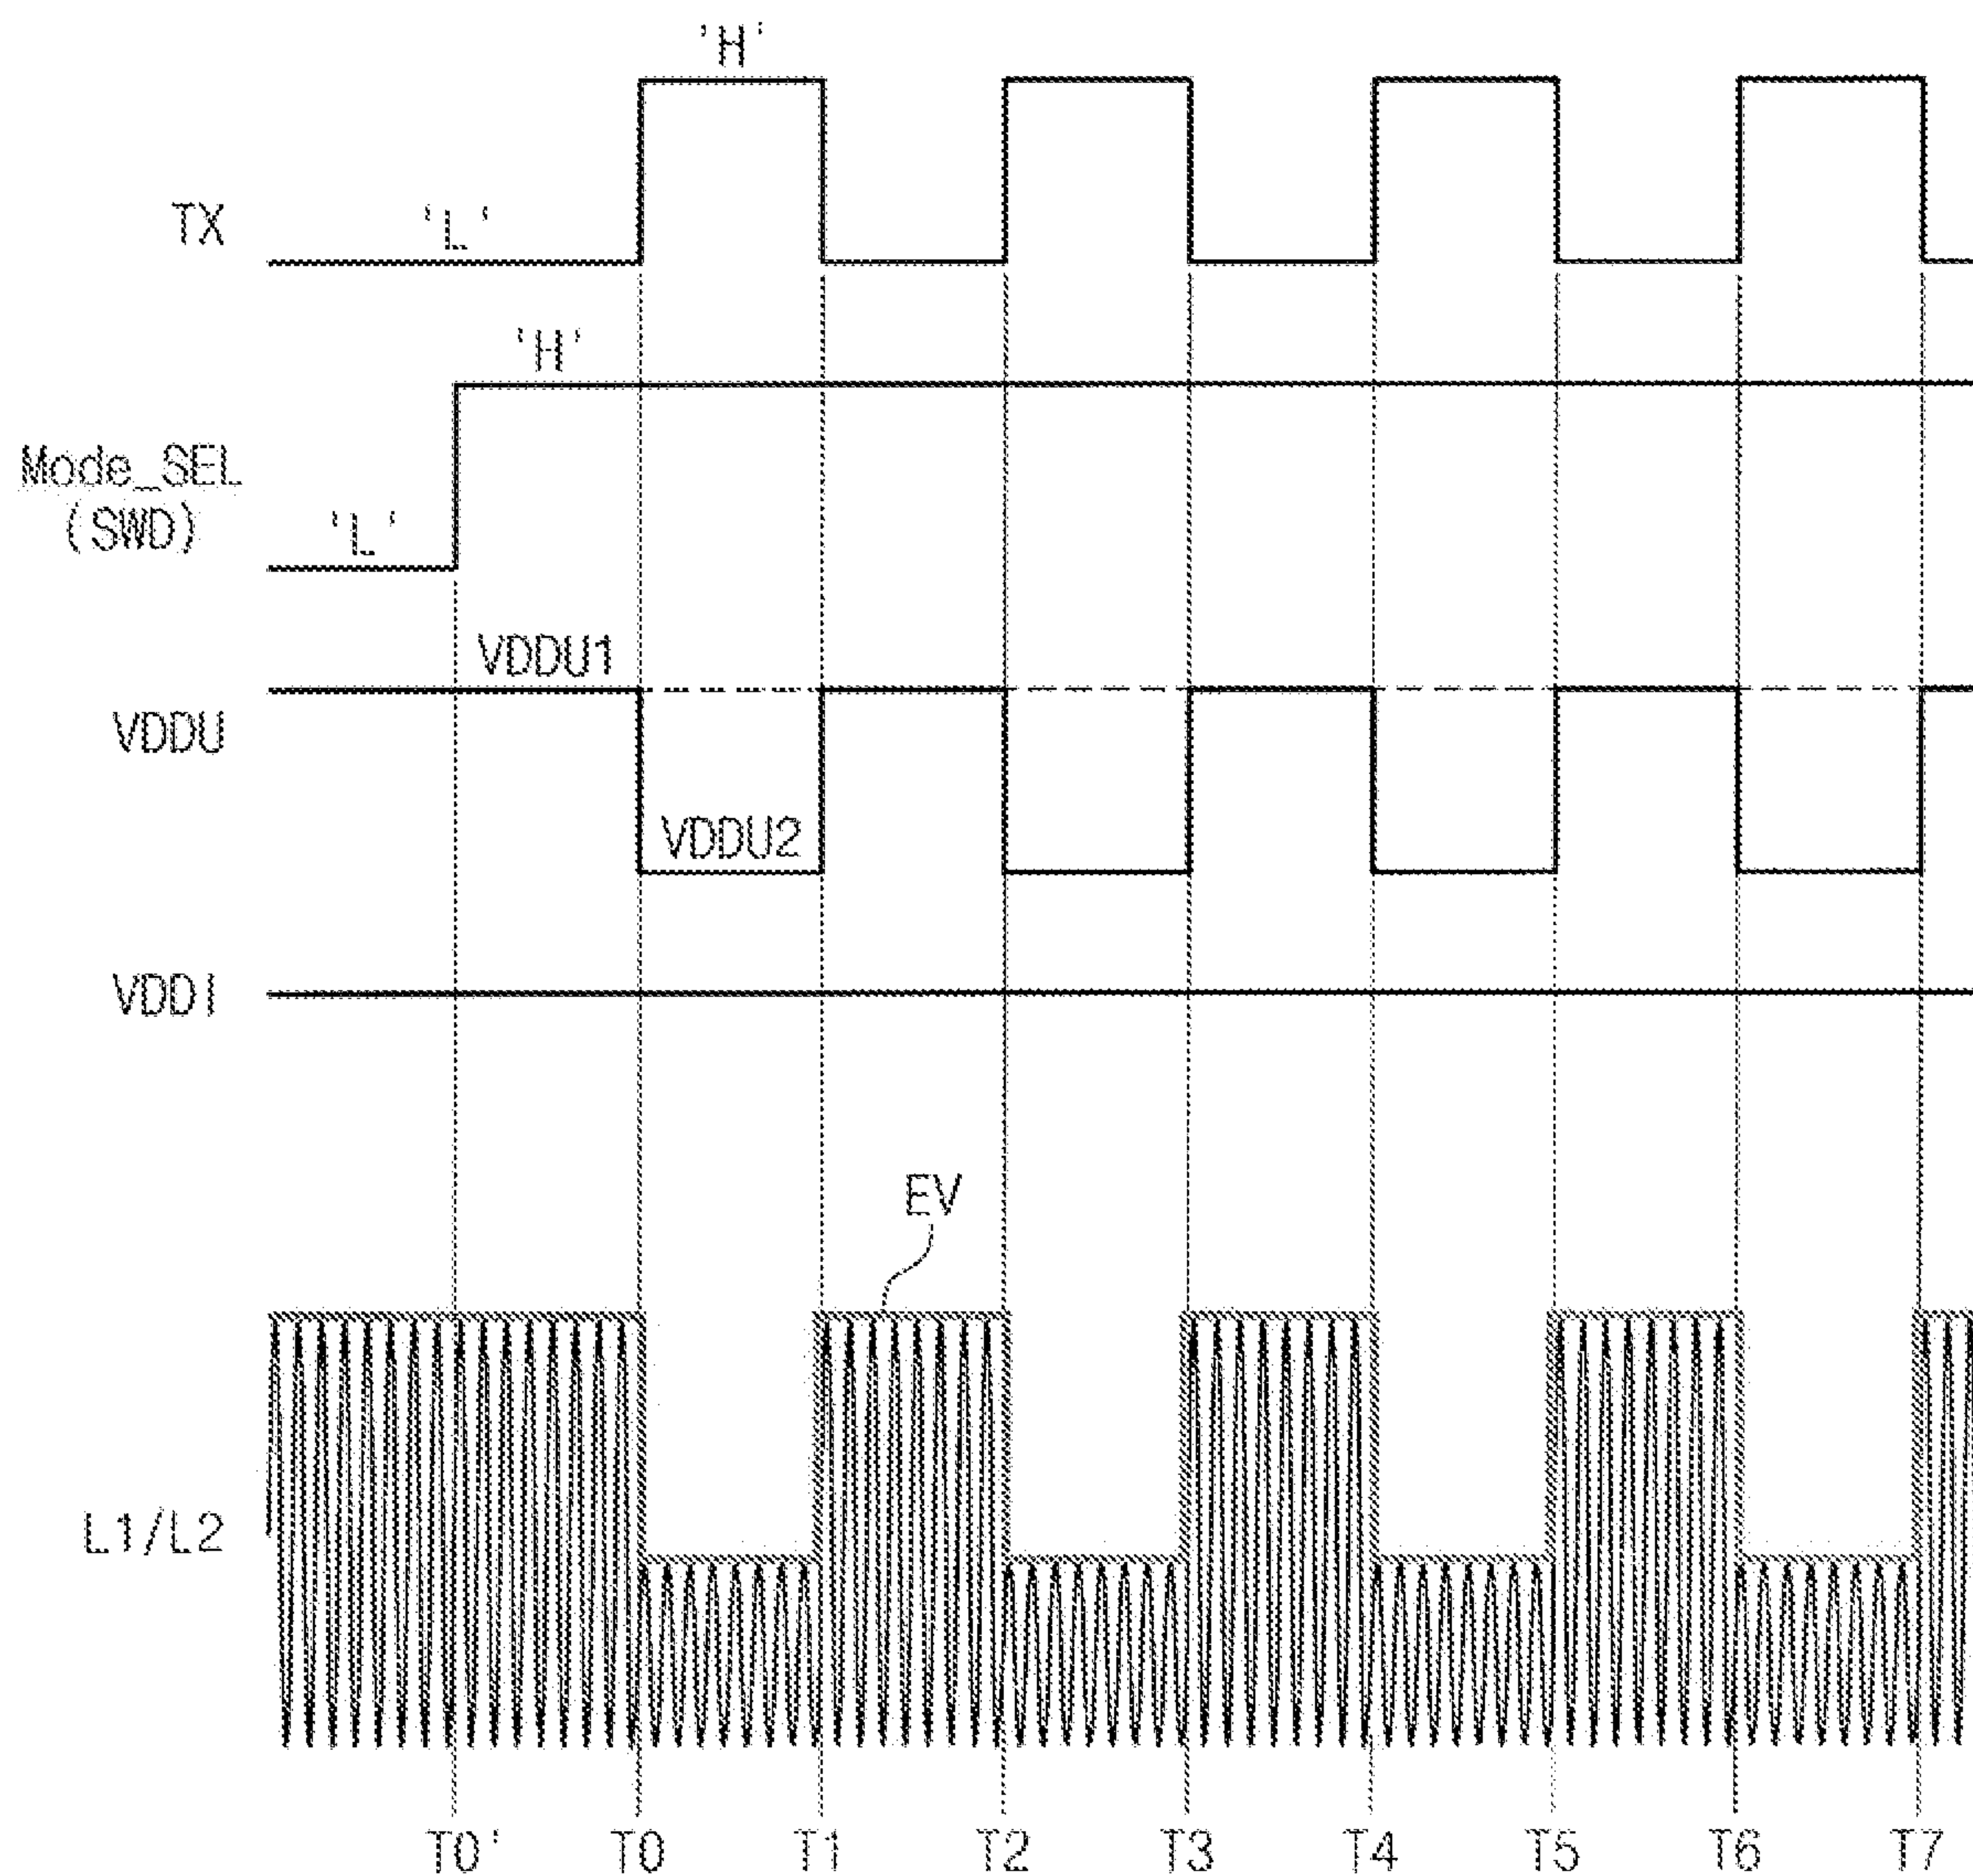 'H'
TX
'L'
'H'
Mode_SEL
(SWD)
'L'
VDDU1
VDDU
VDDU2
VDDI
EV
L1/L2
T0' T0 T1 T2 T3 T4 T5 T6 T7